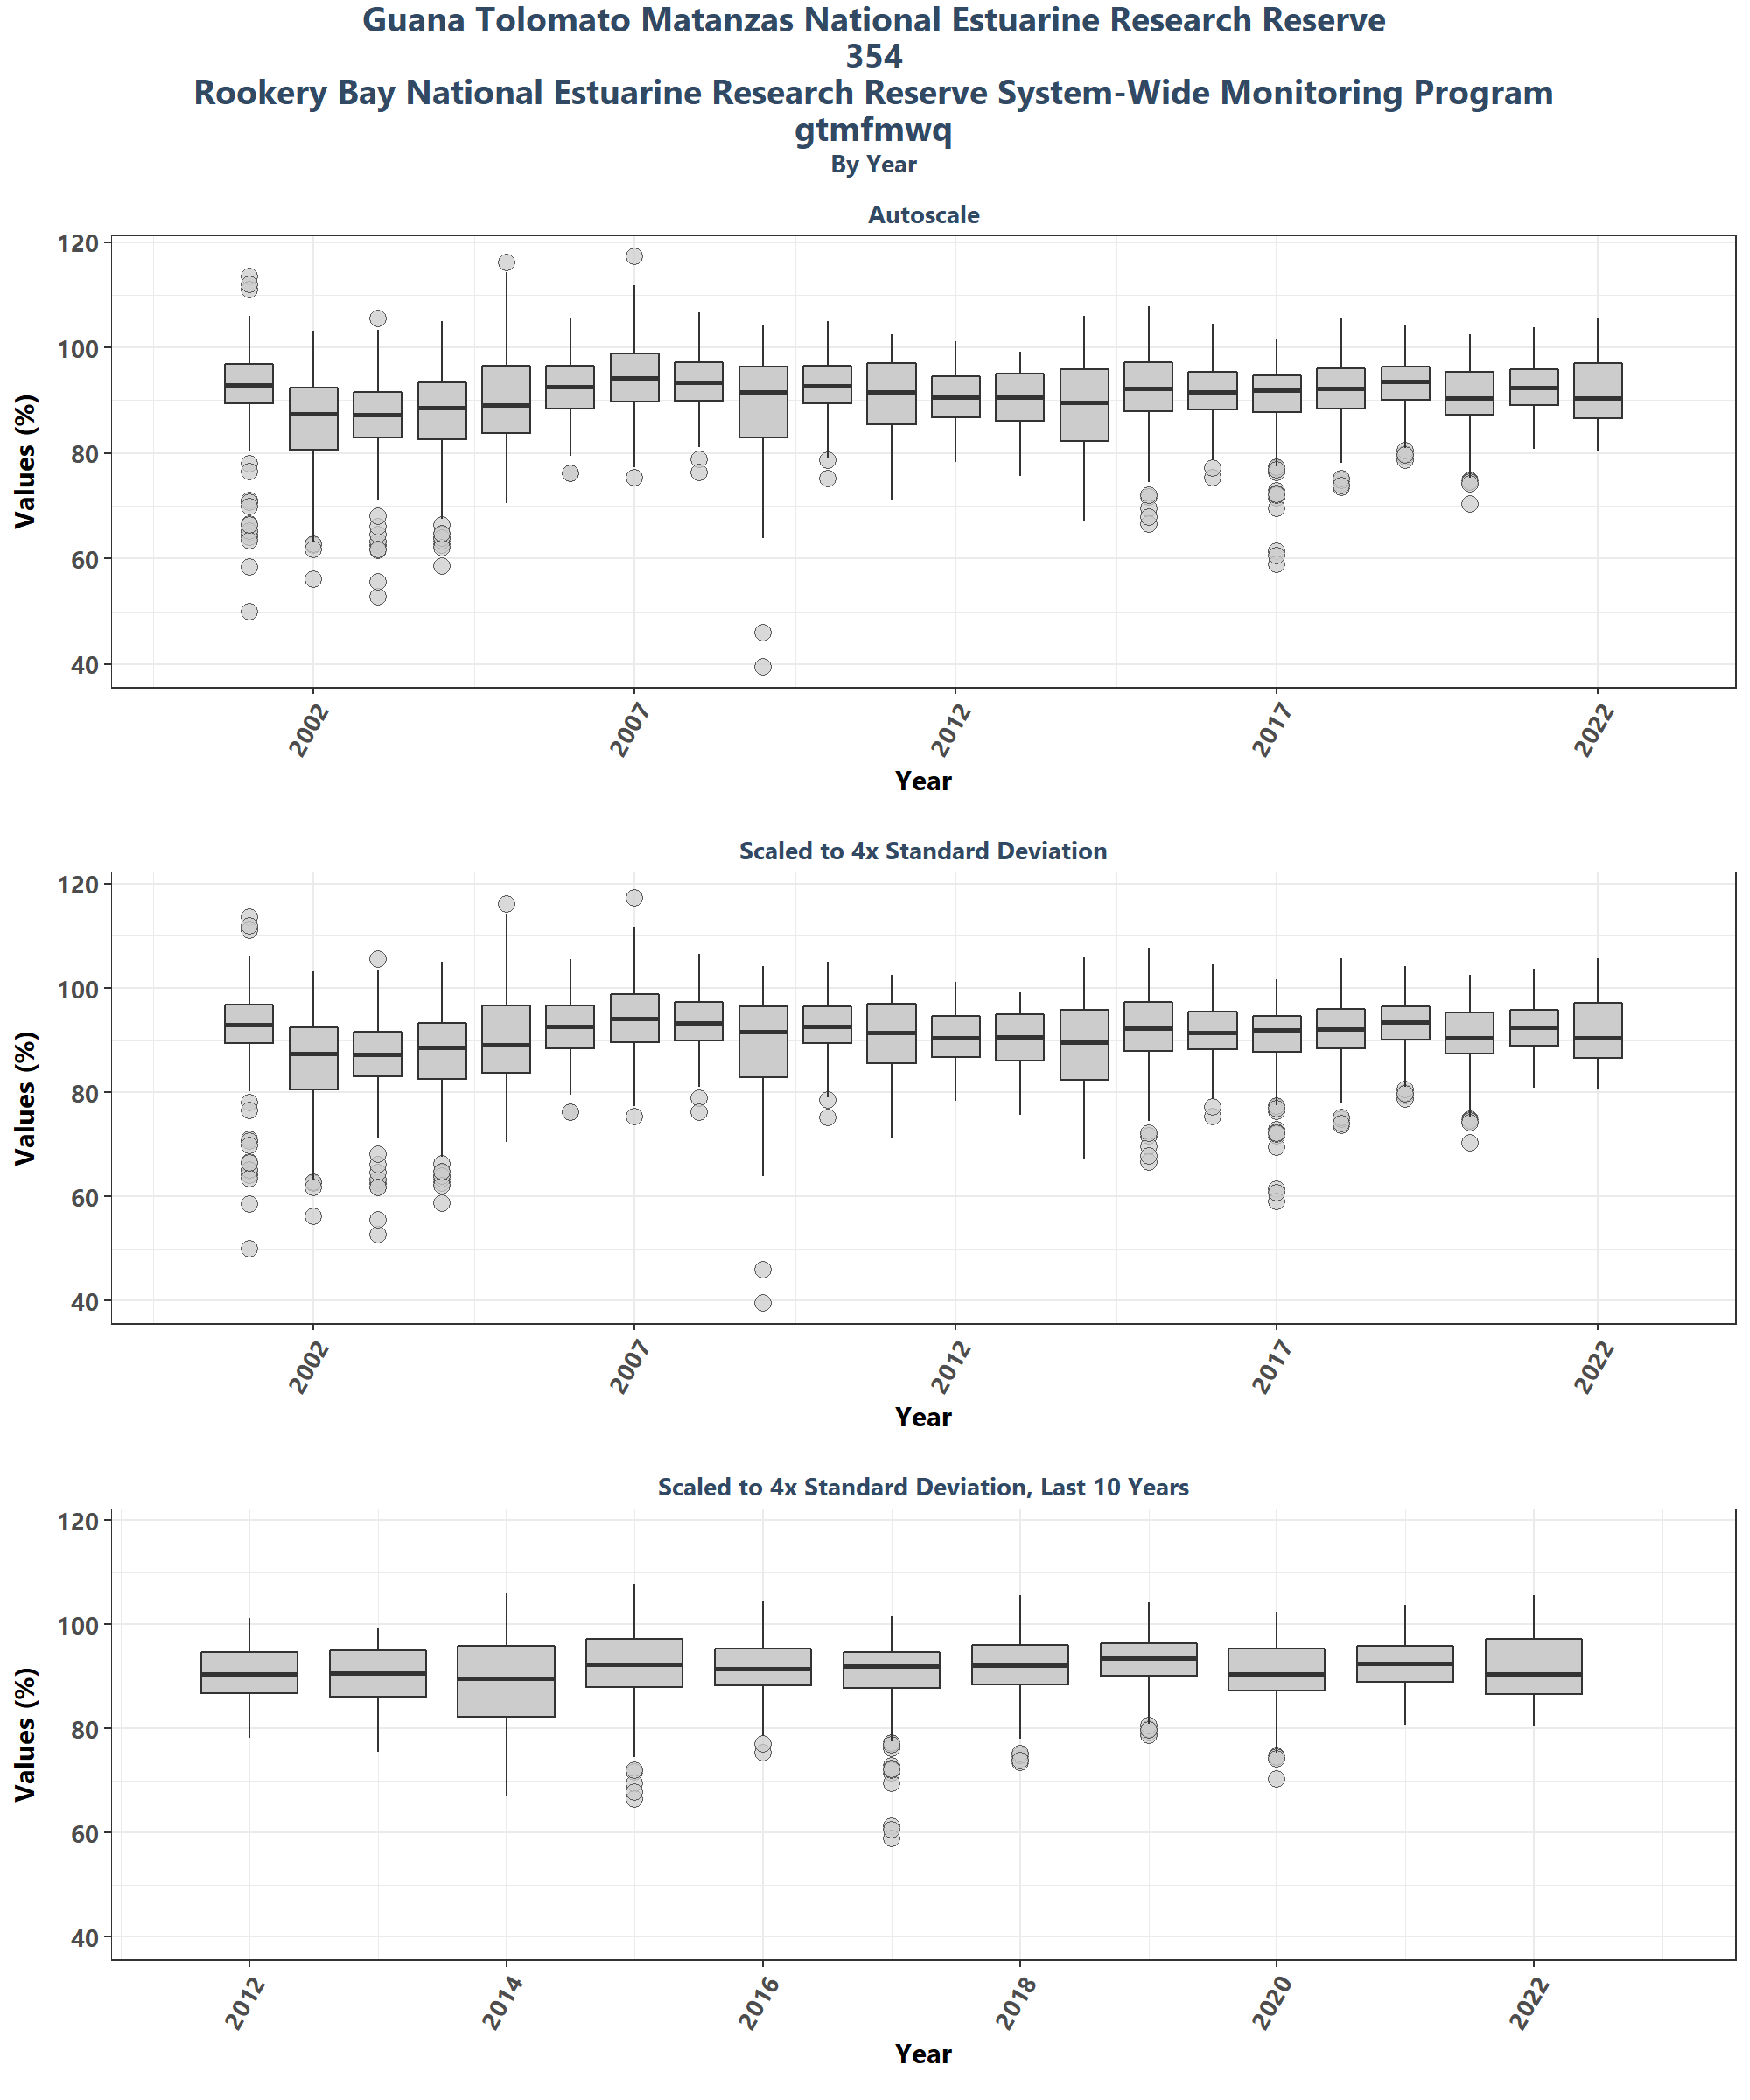 Guana Tolomato Matanzas National Estuarine Research Reserve
354
Rookery Bay National Estuarine Research Reserve System-Wide Monitoring Program
gtmfmwq
By Year
Autoscale
Values (%)
120
100
80
60
40
2002
2007
2012
2017
2022
Year
Scaled to 4x Standard Deviation
Values (%)
120
100
80
60
40
2002
2007
2012
2017
2022
Year
Scaled to 4x Standard Deviation, Last 10 Years
Values (%)
120
100
80
60
40
2012
2014
2016
2018
2020
2022
Year